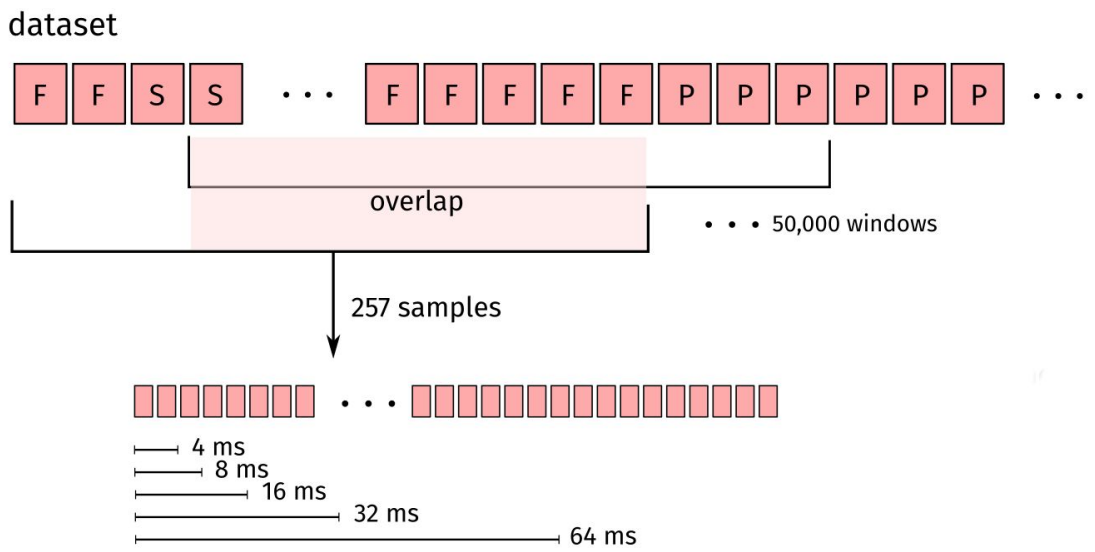 dataset
F F S S . . . F F F F F P P P P P P . . .
overlap
. . . 50,000 windows
257 samples
. . .
4 ms
8 ms
16 ms
32 ms
64 ms